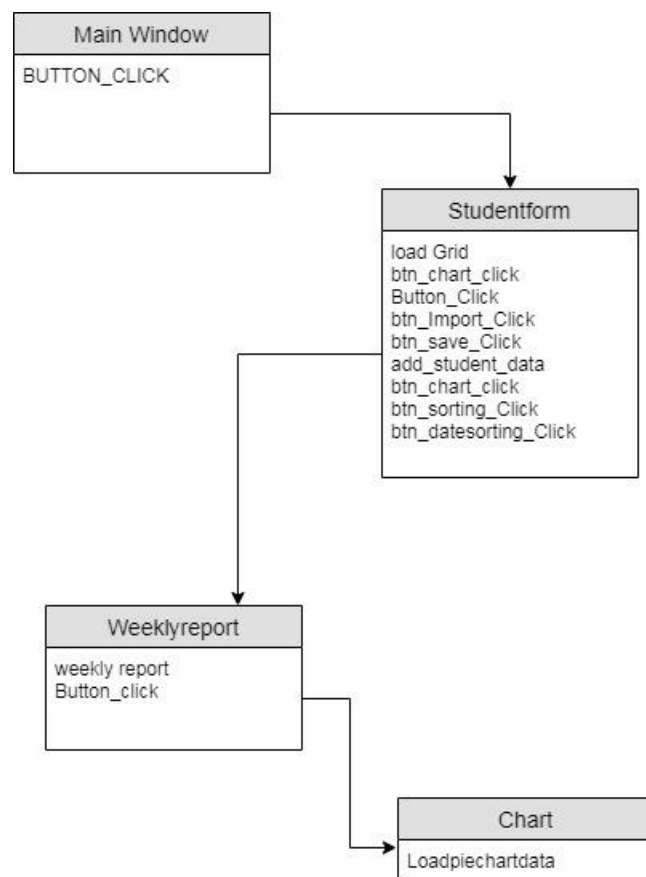 Main Window
BUTTON_CLICK
Studentform
load Grid
btn_chart_click
Button_Click
btn_Import_Click
btn_save_Click
add_student_data
btn_chart_click
btn_sorting_Click
btn_datesorting_Click
Weeklyreport
weekly report
Button_click
Chart
Loadpiechartdata